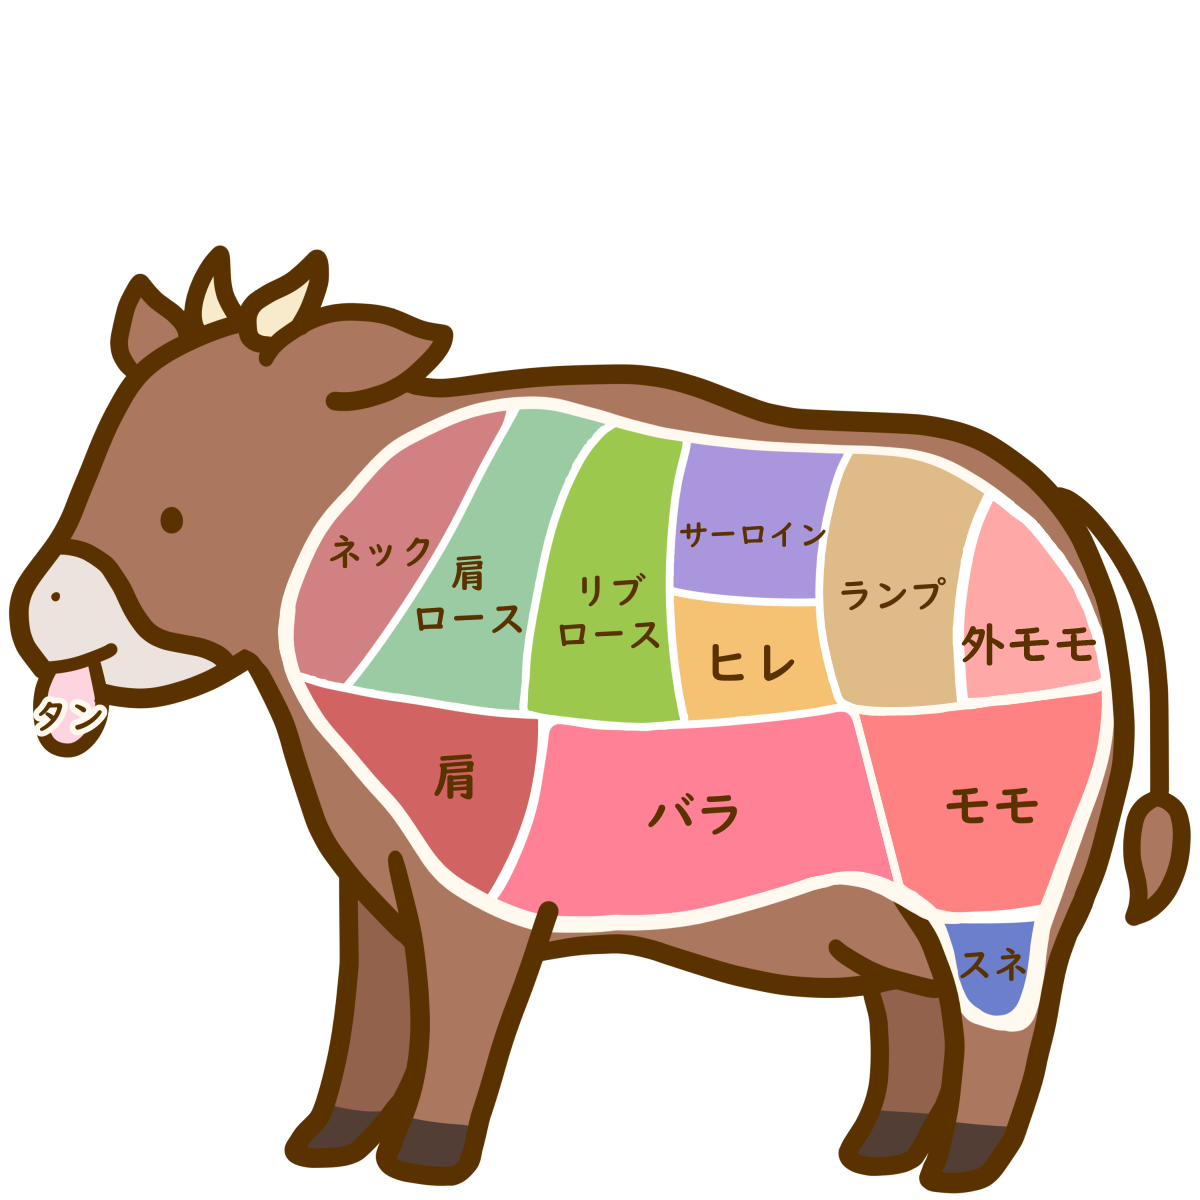 ネック
肩
ロース
リブ
ロース
サーロイン
ヒレ
ランプ
外モモ
タン
肩
バラ
モモ
スネ